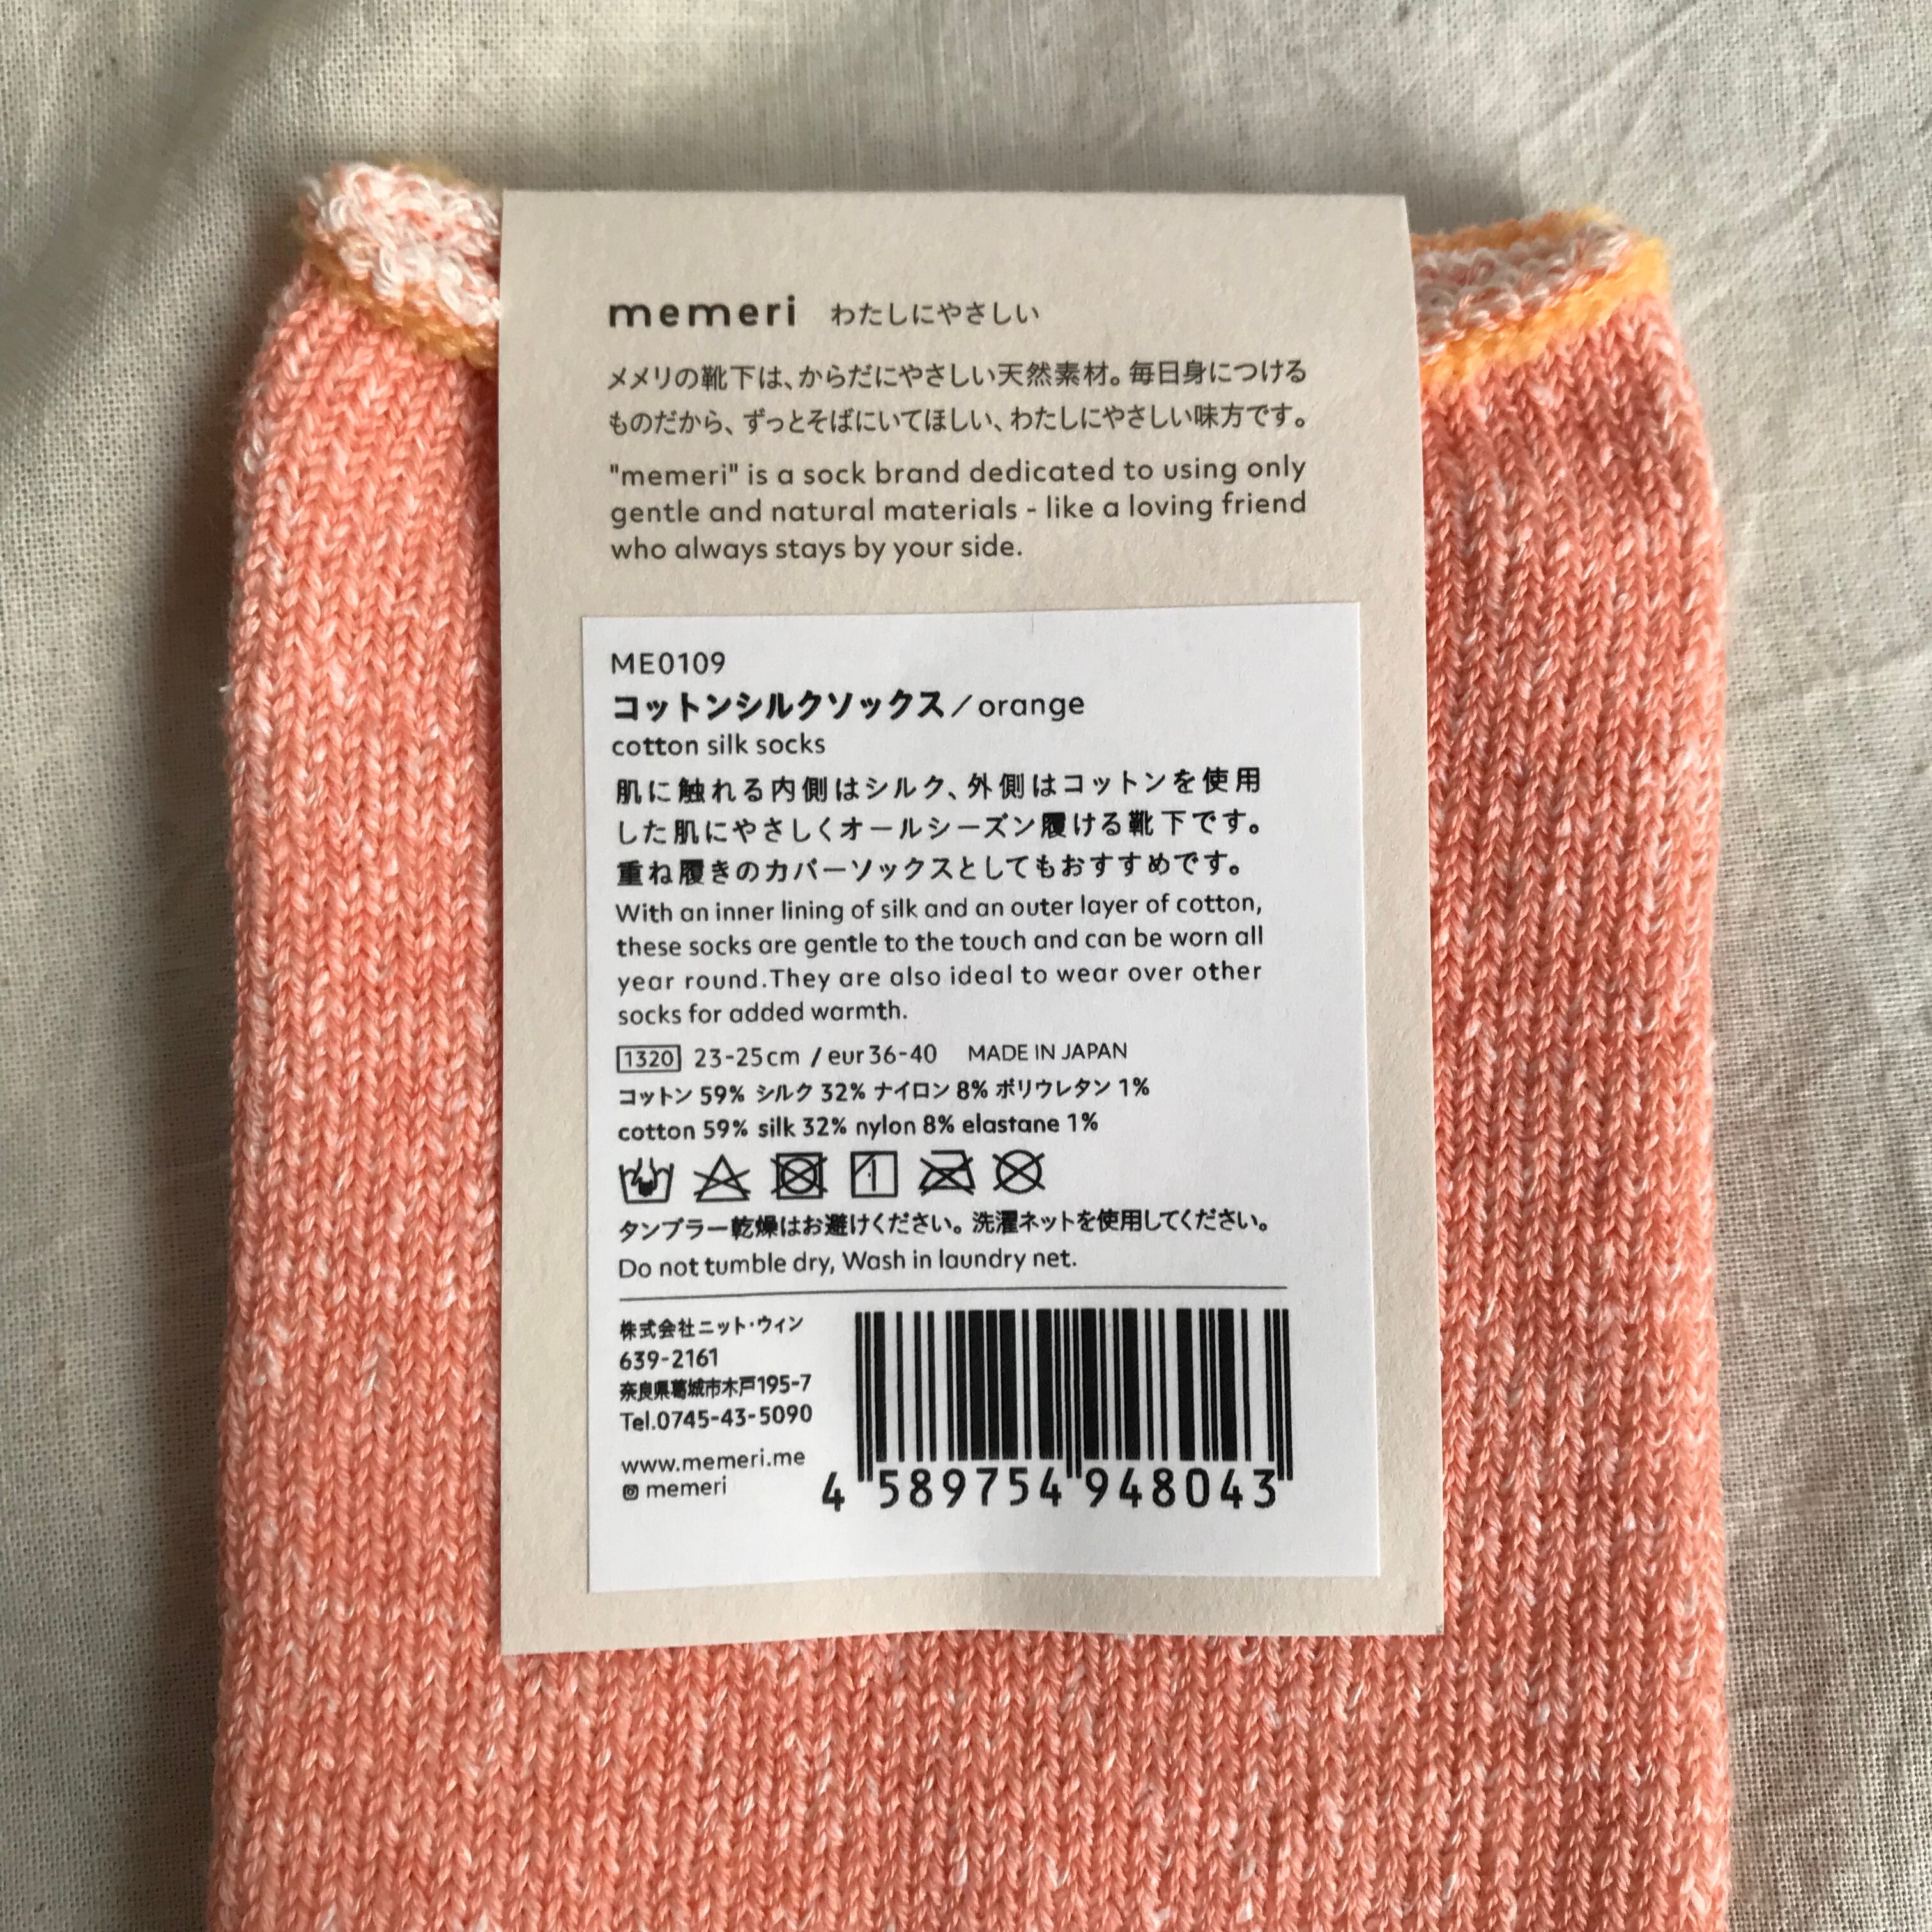 memeri わたしにやさしい
メメリの靴下は、からだにやさしい天然素材。毎日身につける
ものだから、ずっとそばにいてほしい、わたしにやさしい味方です。
"memeri" is a sock brand dedicated to using only
gentle and natural materials - like a loving friend
who always stays by your side.
ME0109
コットンシルクソックス／orange
cotton silk socks
肌に触れる内側はシルク、外側はコットンを使用
した肌にやさしくオールシーズン履ける靴下です。
重ね履きのカバーソックスとしてもおすすめです。
With an inner lining of silk and an outer layer of cotton,
these socks are gentle to the touch and can be worn all
year round.They are also ideal to wear over other
socks for added warmth.
1320 23-25cm / eur 36-40 MADE IN JAPAN
コットン 59% シルク 32% ナイロン 8% ポリウレタン 1%
cotton 59% silk 32% nylon 8% elastane 1%
タンブラー乾燥はお避けください。洗濯ネットを使用してください。
Do not tumble dry, Wash in laundry net.
株式会社ニット・ウィン
639-2161
奈良県葛城市木戸195-7
Tel.0745-43-5090
www.memeri.me
memeri
4 589754 948043